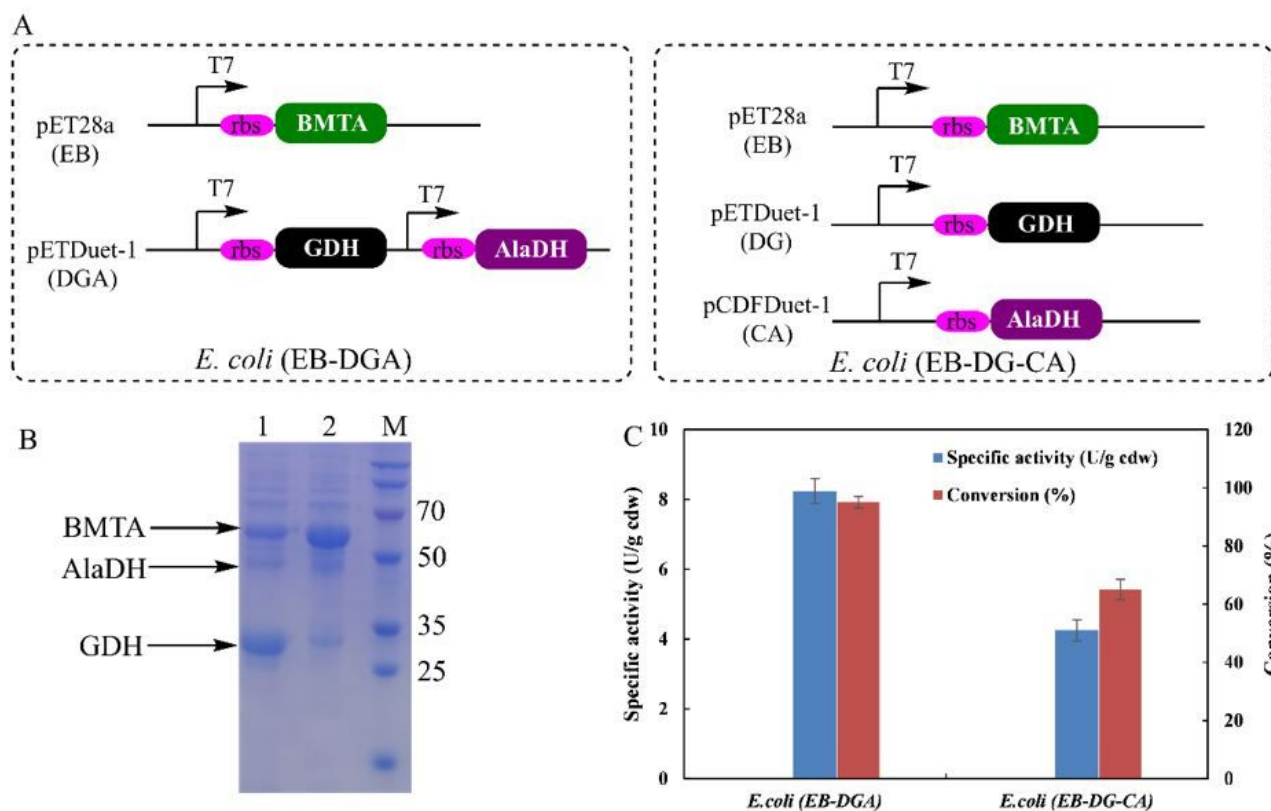 A
T7
pET28a
(EB)
rbs
BMTA
T7
T7
pETDuet-1
(DGA)
rbs
GDH
rbs
AlaDH
E. coli (EB-DGA)
T7
pET28a
(EB)
rbs
BMTA
T7
pETDuet-1
(DG)
rbs
GDH
T7
pCDFDuet-1
(CA)
rbs
AlaDH
E. coli (EB-DG-CA)
B
1 2 M
BMTA
AlaDH
GDH
70
50
35
25
C
Specific activity (U/g cdw)
Conversion (%)
Specific activity (U/g cdw)
10
8
6
4
2
0
120
100
80
60
40
20
0
Conversion (%)
E.coli (EB-DGA)
E.coli (EB-DG-CA)